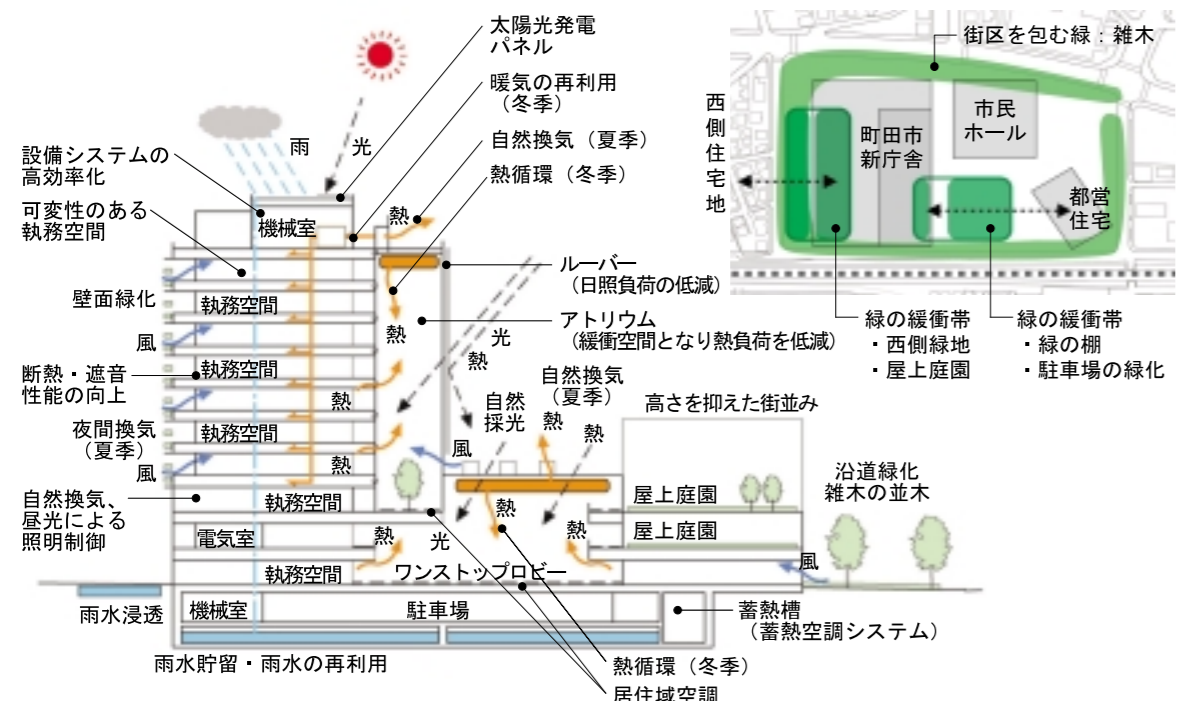 太陽光発電
パネル
暖気の再利用
（冬季）
自然換気（夏季）
熱循環（冬季）
雨
光
設備システムの
高効率化
可変性のある
執務空間
機械室
熱
ルーバー
（日照負荷の低減）
壁面緑化
執務空間
アトリウム
（緩衝空間となり熱負荷を低減）
熱
光
風
熱
断熱・遮音
性能の向上
執務空間
熱
自然換気
（夏季）
自然
採光
高さを抑えた街並み
夜間換気
（夏季）
執務空間
熱
熱
熱
風
風
沿道緑化
雑木の並木
自然換気、
昼光による
照明制御
執務空間
熱
屋上庭園
電気室
熱
光
屋上庭園
風
執務空間
ワンストップロビー
雨水浸透
機械室
駐車場
蓄熱槽
（蓄熱空調システム）
雨水貯留・雨水の再利用
熱循環（冬季）
居住域空調
街区を包む緑：雑木
西側住宅地
町田市
新庁舎
市民
ホール
都営
住宅
緑の緩衝帯
・西側緑地
・屋上庭園
緑の緩衝帯
・緑の棚
・駐車場の緑化